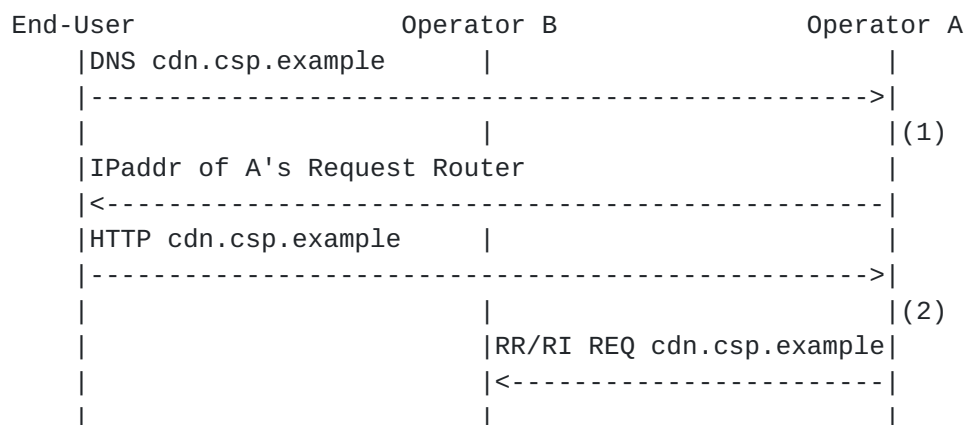 End-User                Operator B               Operator A
    |DNS cdn.csp.example      |                        |
    |------------------------------------------------->|
    |                         |                        |(1)
    |IPaddr of A's Request Router                      |
    |<-------------------------------------------------|
    |HTTP cdn.csp.example     |                        |
    |------------------------------------------------->|
    |                         |                        |(2)
    |                         |RR/RI REQ cdn.csp.example|
    |                         |<------------------------|
    |                         |                        |